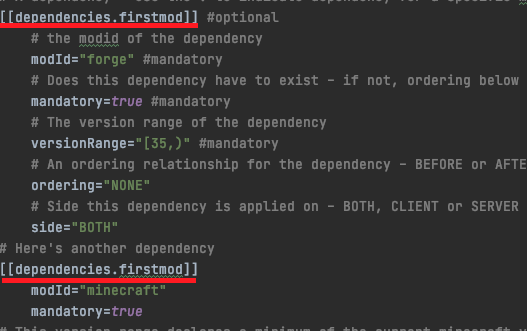 [[dependencies.firstmod]] #optional
# the modid of the dependency
modId="forge" #mandatory
# Does this dependency have to exist - if not, ordering below
mandatory=true #mandatory
# The version range of the dependency
versionRange="[35,)" #mandatory
# An ordering relationship for the dependency - BEFORE or AFTE
ordering="NONE"
# Side this dependency is applied on - BOTH, CLIENT or SERVER
side="BOTH"
# Here's another dependency
[[dependencies.firstmod]]
modId="minecraft"
mandatory=true